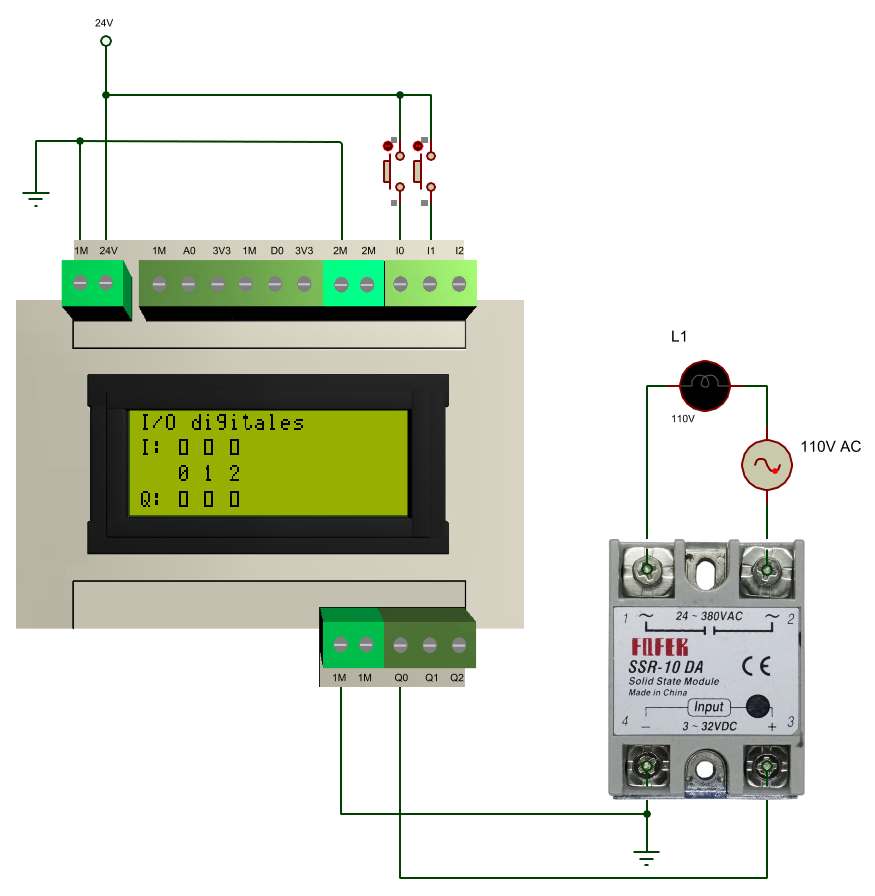 24V
1M 24V 1M A0 3V3 1M D0 3V3 2M 2M I0 I1 I2
I/O digitales
I: 0 0 0
0 1 2
Q: 0 0 0
1M 1M Q0 Q1 Q2
L1
110V
110V AC
1 ~ 24 ~ 380VAC ~ 2
FQFER
SSR-10 DA CE
Solid State Module
Made in China
Input
4 − 3 ~ 32VDC + 3